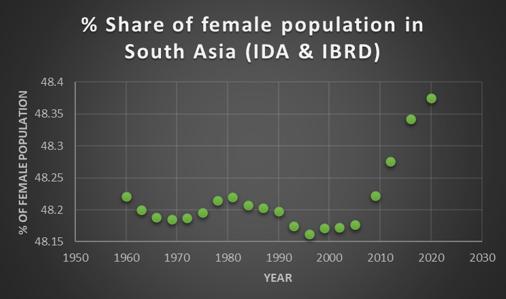 % Share of female population in
South Asia (IDA & IBRD)
% OF FEMALE POPULATION
48.4
48.35
48.3
48.25
48.2
48.15
1950 1960 1970 1980 1990 2000 2010 2020 2030
YEAR